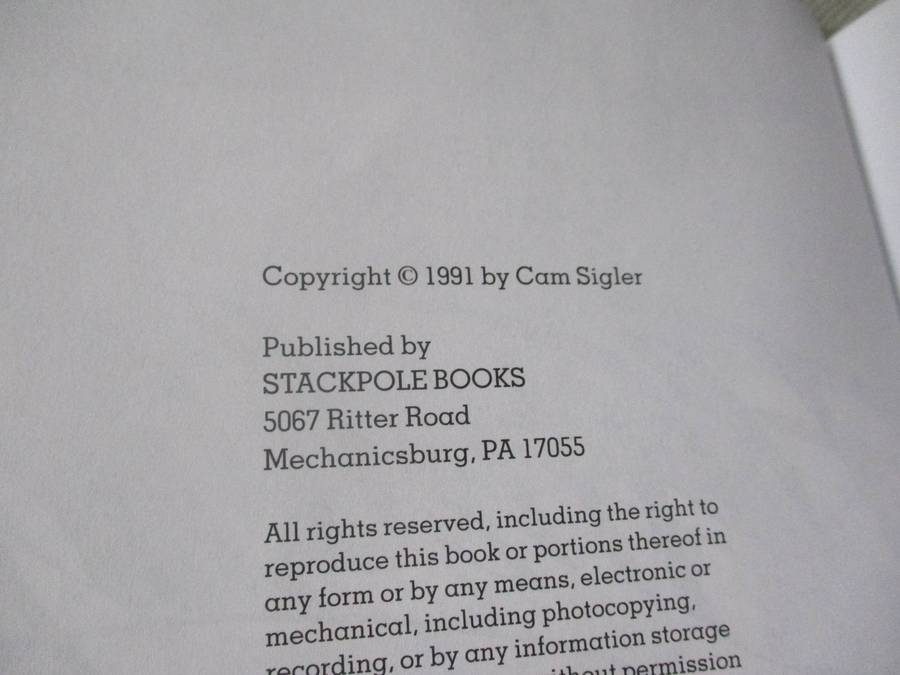 Copyright © 1991 by Cam Sigler
Published by
STACKPOLE BOOKS
5067 Ritter Road
Mechanicsburg, PA 17055
All rights reserved, including the right to
reproduce this book or portions thereof in
any form or by any means, electronic or
mechanical, including photocopying,
recording, or by any information storage
without permission